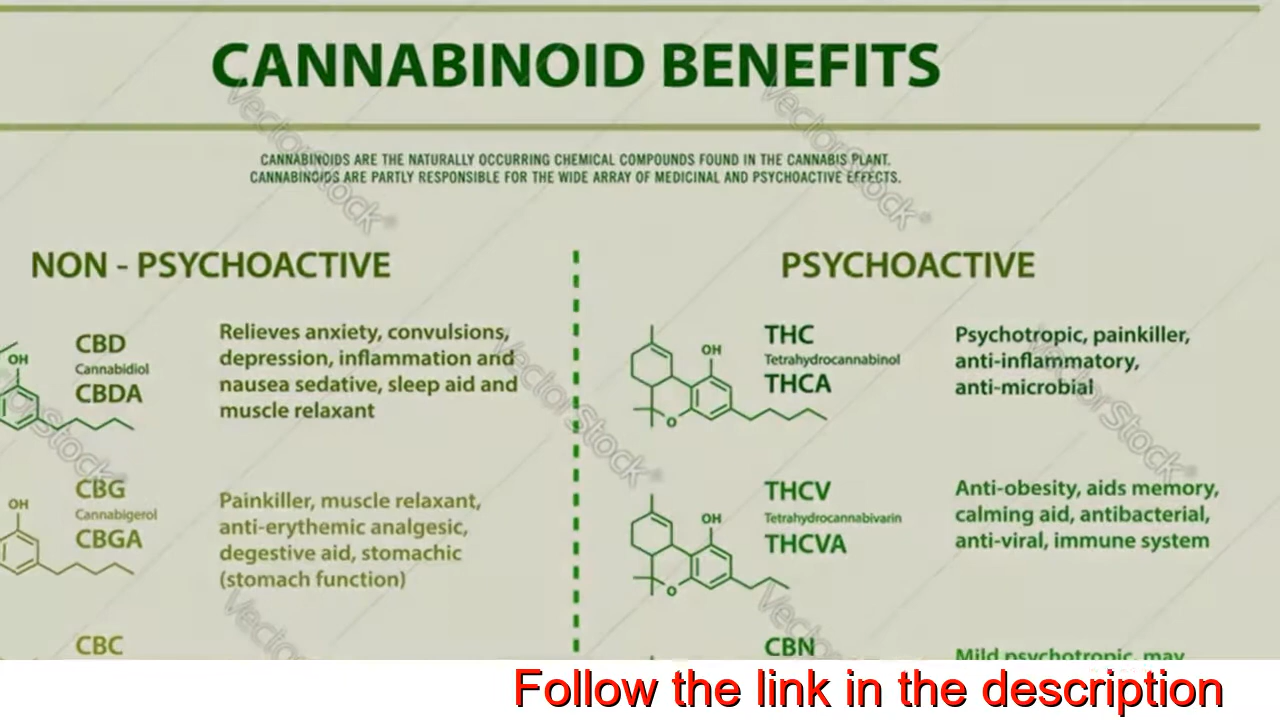 CANNABINOID BENEFITS
CANNABINOIDS ARE THE NATURALLY OCCURRING CHEMICAL COMPOUNDS FOUND IN THE CANNABIS PLANT.
CANNABINOIDS ARE PARTLY RESPONSIBLE FOR THE WIDE ARRAY OF MEDICINAL AND PSYCHOACTIVE EFFECTS.
NON - PSYCHOACTIVE
OH
CBD
Cannabidiol
CBDA
Relieves anxiety, convulsions,
depression, inflammation and
nausea sedative, sleep aid and
muscle relaxant
OH
CBG
Cannabigerol
CBGA
Painkiller, muscle relaxant,
anti-erythemic analgesic,
degestive aid, stomachic
(stomach function)
CBC
PSYCHOACTIVE
OH
O
THC
Tetrahydrocannabinol
THCA
Psychotropic, painkiller,
anti-inflammatory,
anti-microbial
OH
O
THCV
Tetrahydrocannabivarin
THCVA
Anti-obesity, aids memory,
calming aid, antibacterial,
anti-viral, immune system
CBN
Mild psychotropic, may
VectorStock®
VectorStock®
VectorStock®
VectorStock
VectorStock
Follow the link in the description